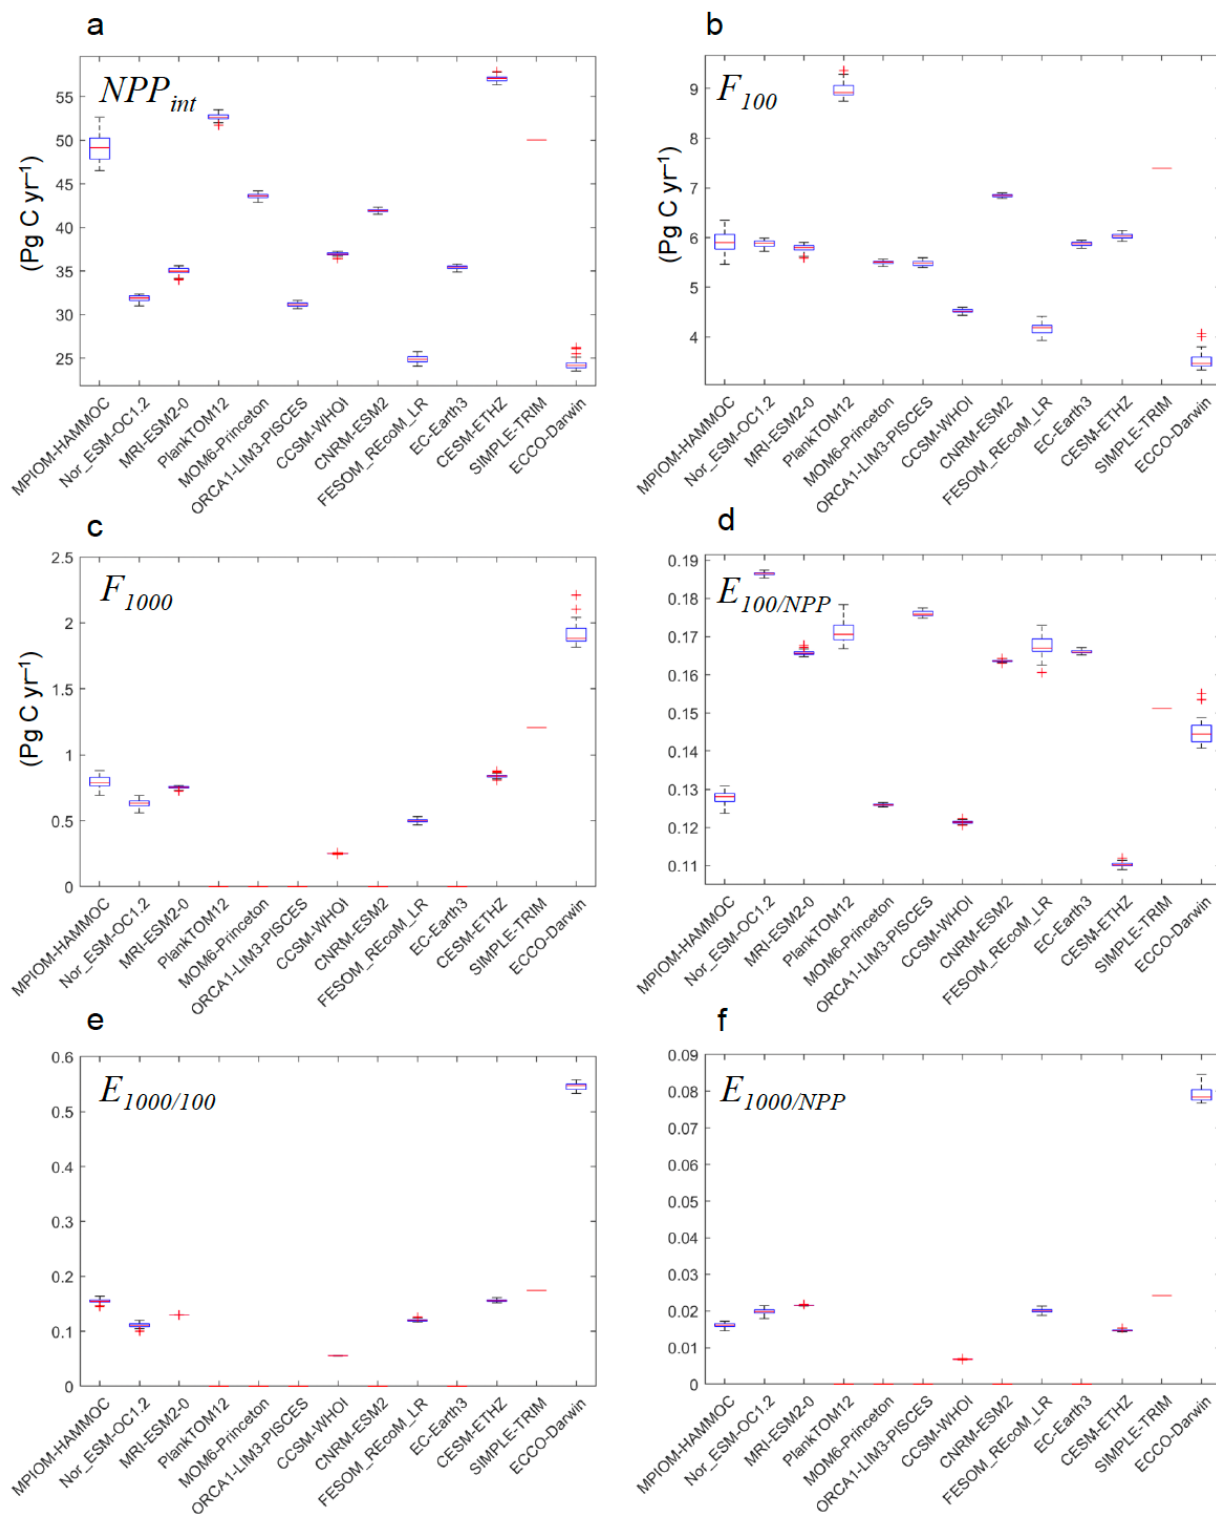 a
NPP_int
(Pg C yr⁻¹)
55
50
45
40
35
30
25
MPIOM-HAMMOC
Nor_ESM-OC1.2
MRI-ESM2-0
PlankTOM12
MOM6-Princeton
ORCA1-LIM3-PISCES
CCSM-WHOI
CNRM-ESM2
FESOM_REcoM_LR
EC-Earth3
CESM-ETHZ
SIMPLE-TRIM
ECCO-Darwin
b
F_100
(Pg C yr⁻¹)
9
8
7
6
5
4
MPIOM-HAMMOC
Nor_ESM-OC1.2
MRI-ESM2-0
PlankTOM12
MOM6-Princeton
ORCA1-LIM3-PISCES
CCSM-WHOI
CNRM-ESM2
FESOM_REcoM_LR
EC-Earth3
CESM-ETHZ
SIMPLE-TRIM
ECCO-Darwin
c
F_1000
(Pg C yr⁻¹)
2.5
2
1.5
1
0.5
0
MPIOM-HAMMOC
Nor_ESM-OC1.2
MRI-ESM2-0
PlankTOM12
MOM6-Princeton
ORCA1-LIM3-PISCES
CCSM-WHOI
CNRM-ESM2
FESOM_REcoM_LR
EC-Earth3
CESM-ETHZ
SIMPLE-TRIM
ECCO-Darwin
d
E_100/NPP
0.19
0.18
0.17
0.16
0.15
0.14
0.13
0.12
0.11
MPIOM-HAMMOC
Nor_ESM-OC1.2
MRI-ESM2-0
PlankTOM12
MOM6-Princeton
ORCA1-LIM3-PISCES
CCSM-WHOI
CNRM-ESM2
FESOM_REcoM_LR
EC-Earth3
CESM-ETHZ
SIMPLE-TRIM
ECCO-Darwin
e
E_1000/100
0.6
0.5
0.4
0.3
0.2
0.1
0
MPIOM-HAMMOC
Nor_ESM-OC1.2
MRI-ESM2-0
PlankTOM12
MOM6-Princeton
ORCA1-LIM3-PISCES
CCSM-WHOI
CNRM-ESM2
FESOM_REcoM_LR
EC-Earth3
CESM-ETHZ
SIMPLE-TRIM
ECCO-Darwin
f
E_1000/NPP
0.09
0.08
0.07
0.06
0.05
0.04
0.03
0.02
0.01
0
MPIOM-HAMMOC
Nor_ESM-OC1.2
MRI-ESM2-0
PlankTOM12
MOM6-Princeton
ORCA1-LIM3-PISCES
CCSM-WHOI
CNRM-ESM2
FESOM_REcoM_LR
EC-Earth3
CESM-ETHZ
SIMPLE-TRIM
ECCO-Darwin